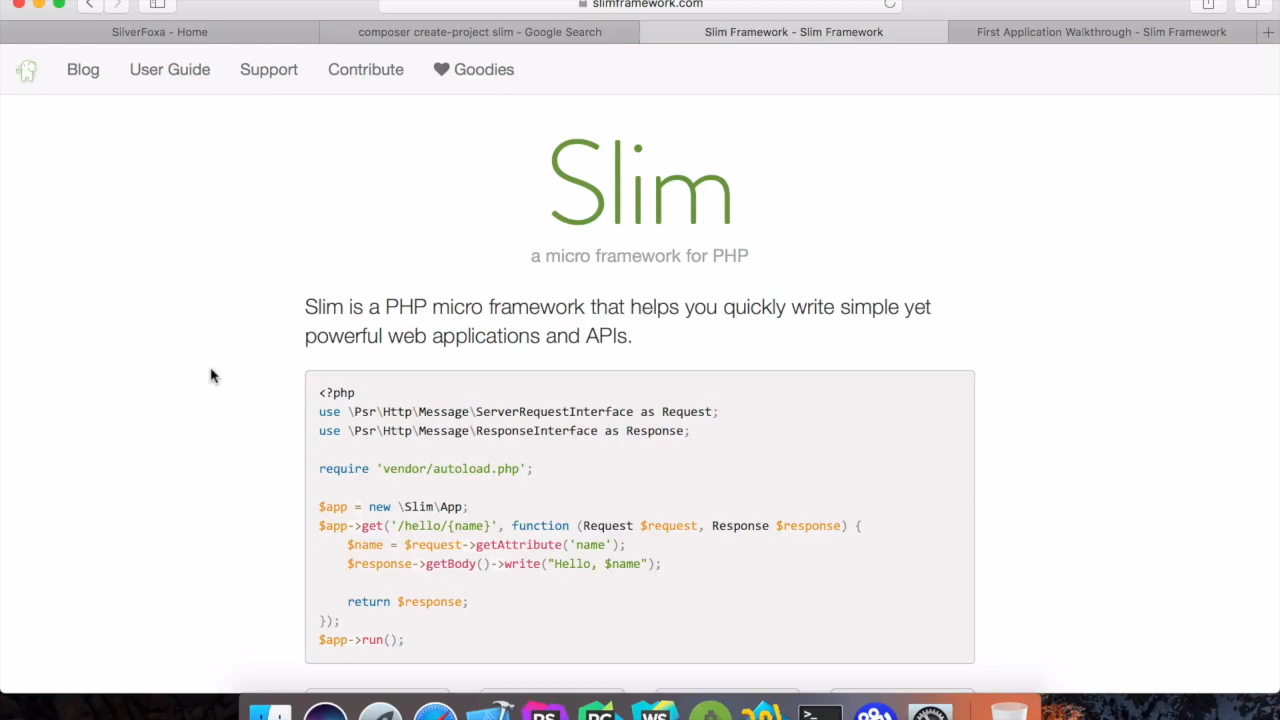 slimframework.com
SilverFoxa - Home
composer create-project slim - Google Search
Slim Framework - Slim Framework
First Application Walkthrough - Slim Framework
Blog
User Guide
Support
Contribute
Goodies
Slim
a micro framework for PHP
Slim is a PHP micro framework that helps you quickly write simple yet
powerful web applications and APIs.
<?php
use \Psr\Http\Message\ServerRequestInterface as Request;
use \Psr\Http\Message\ResponseInterface as Response;
require 'vendor/autoload.php';
$app = new \Slim\App;
$app->get('/hello/{name}', function (Request $request, Response $response) {
    $name = $request->getAttribute('name');
    $response->getBody()->write("Hello, $name");
    return $response;
});
$app->run();
PS
PC
WS
>_